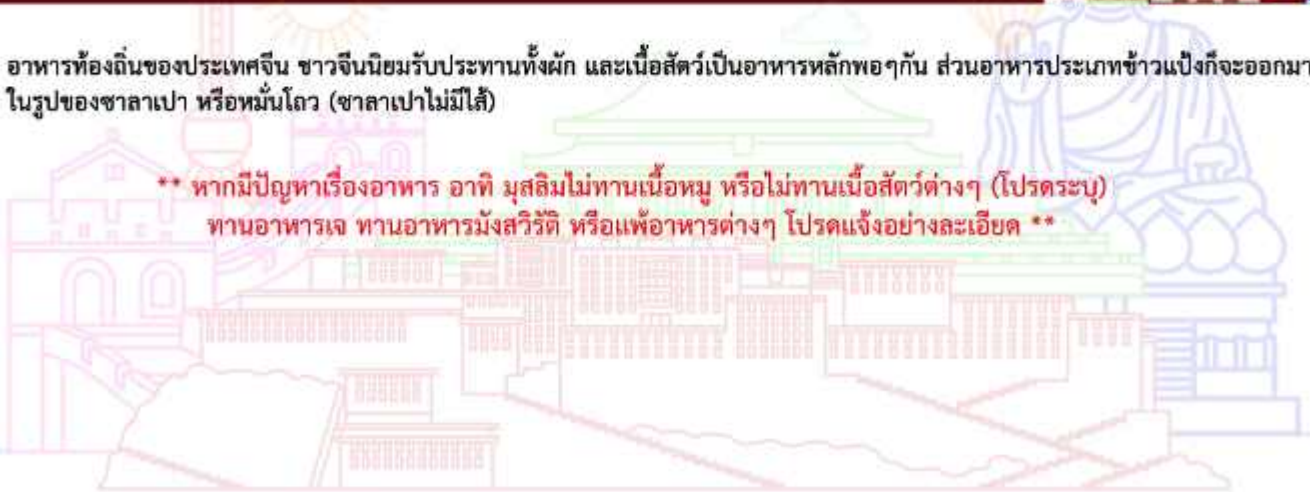 อาหารท้องถิ่นของประเทศจีน ชาวจีนนิยมรับประทานทั้งผัก และเนื้อสัตว์เป็นอาหารหลักพอๆกัน ส่วนอาหารประเภทข้าวแป้งก็จะออกมา
ในรูปของซาลาเปา หรือหมั่นโถว (ซาลาเปาไม่มีไส้)
** หากมีปัญหาเรื่องอาหาร อาทิ มุสลิมไม่ทานเนื้อหมู หรือไม่ทานเนื้อสัตว์ต่างๆ (โปรดระบุ)
ทานอาหารเจ ทานอาหารมังสวิรัติ หรือแพ้อาหารต่างๆ โปรดแจ้งอย่างละเอียด **